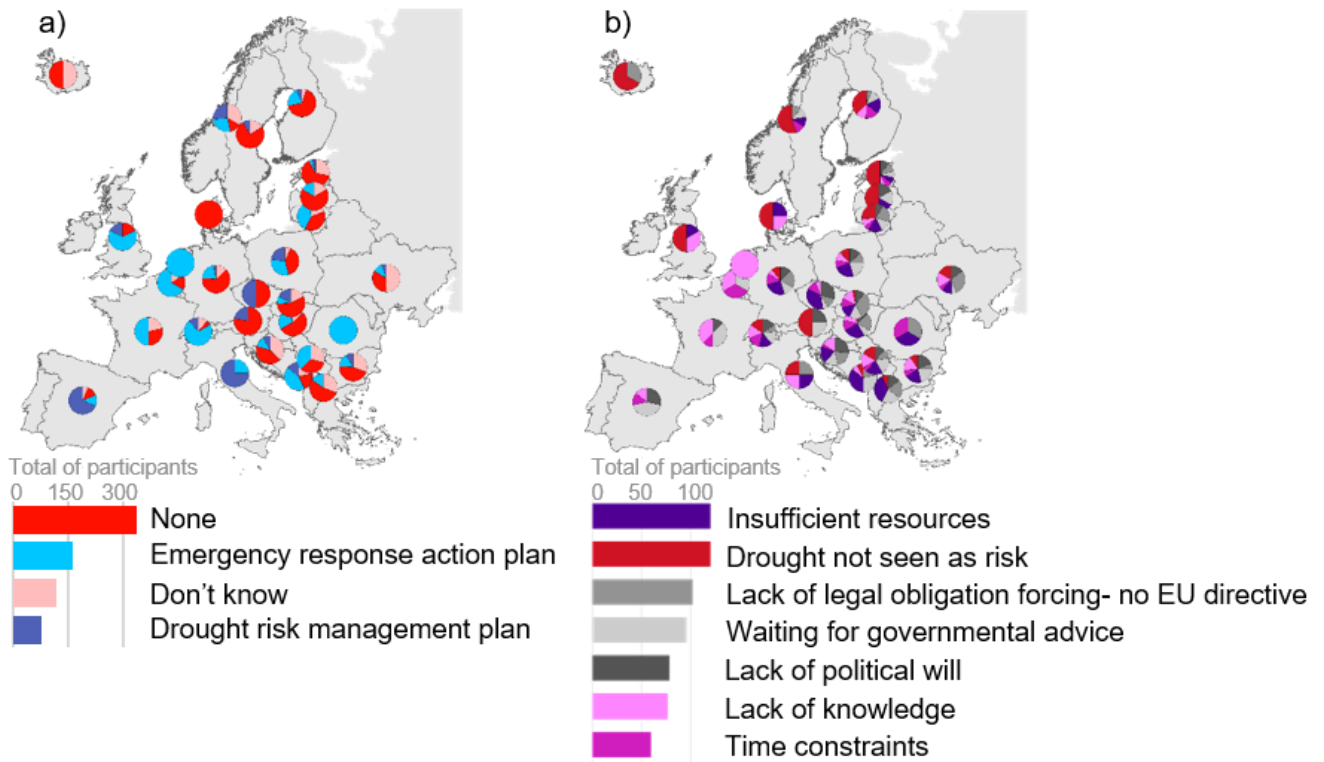 a)
b)
Total of participants
0 150 300
None
Emergency response action plan
Don't know
Drought risk management plan
Total of participants
0 50 100
Insufficient resources
Drought not seen as risk
Lack of legal obligation forcing- no EU directive
Waiting for governmental advice
Lack of political will
Lack of knowledge
Time constraints